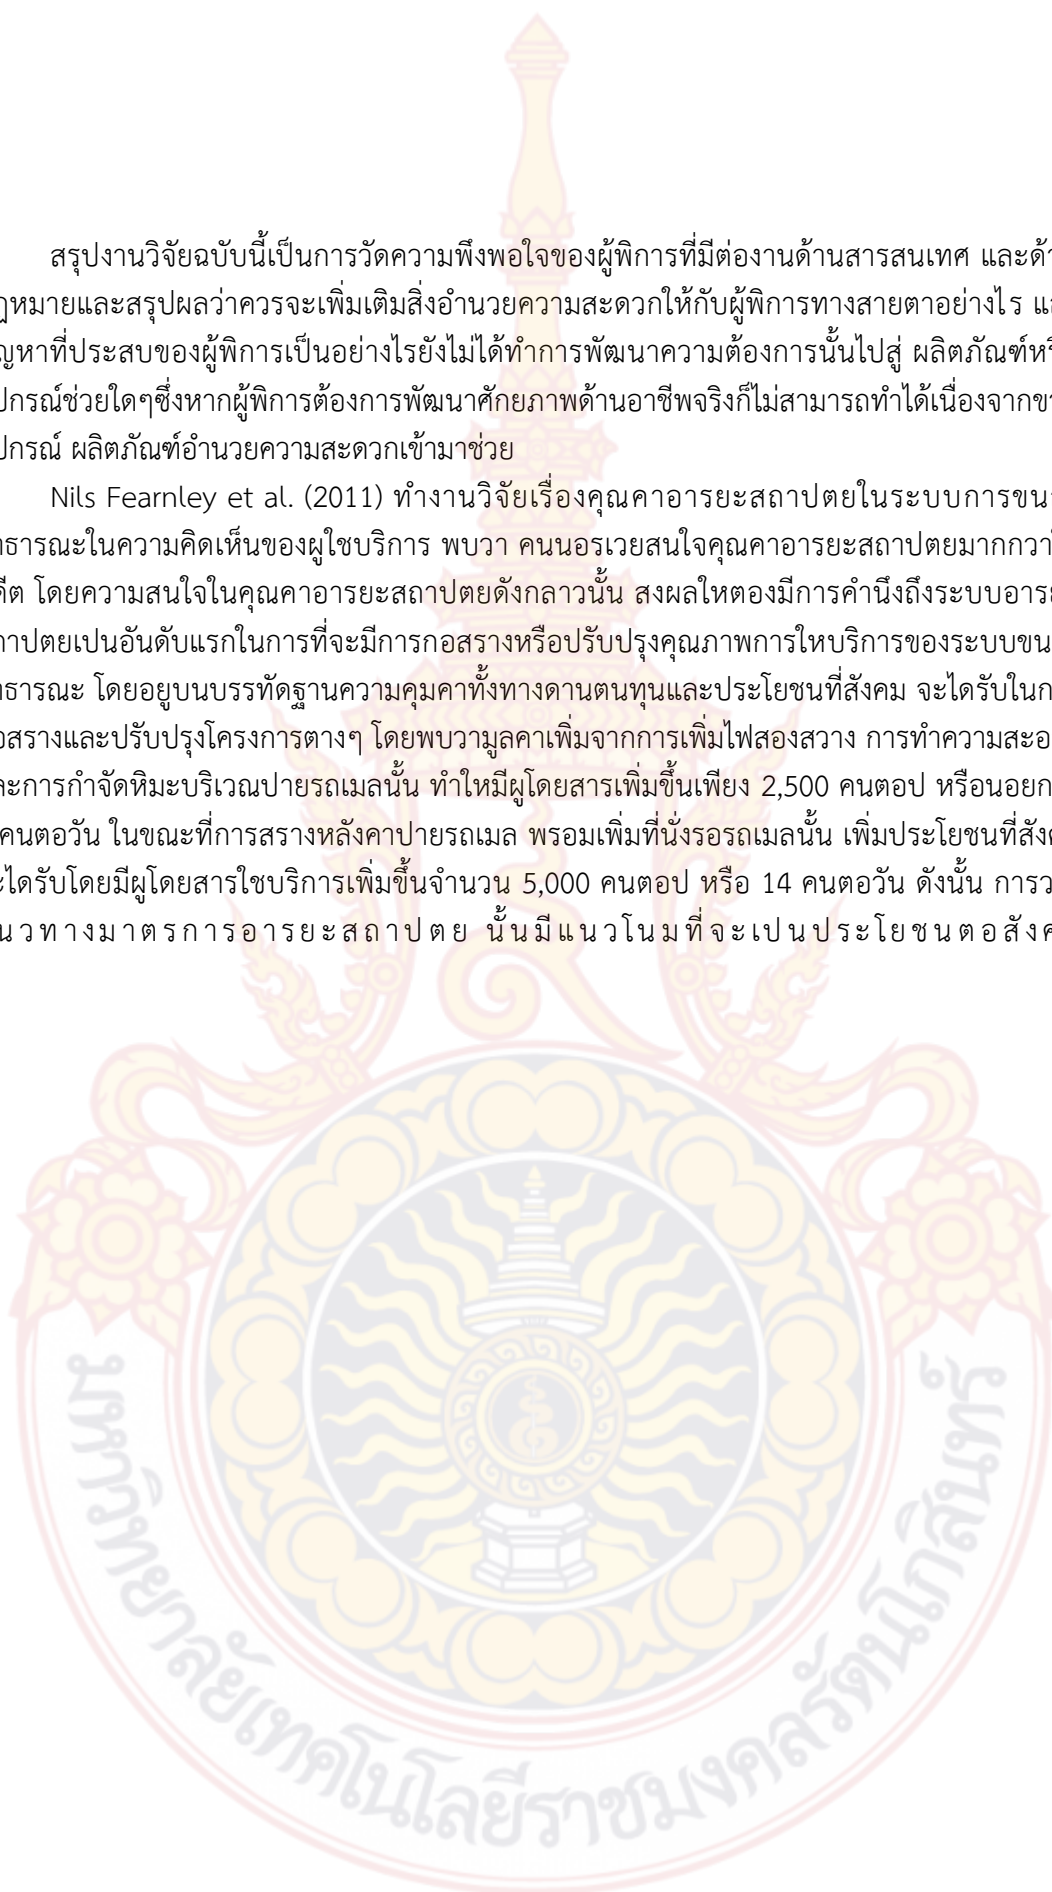 สรุปงานวิจัยฉบับนี้เป็นการวัดความพึงพอใจของผู้พิการที่มีต่องานด้านสารสนเทศ และด้า
ฎหมายและสรุปผลว่าควรจะเพิ่มเติมสิ่งอำนวยความสะดวกให้กับผู้พิการทางสายตาอย่างไร แ
ญหาที่ประสบของผู้พิการเป็นอย่างไรยังไม่ได้ทำการพัฒนาความต้องการนั้นไปสู่ ผลิตภัณฑ์หรื
ปกรณ์ช่วยใดๆซึ่งหากผู้พิการต้องการพัฒนาศักยภาพด้านอาชีพจริงก็ไม่สามารถทำได้เนื่องจากขา
ปกรณ์ ผลิตภัณฑ์อำนวยความสะดวกเข้ามาช่วย
Nils Fearnley et al. (2011) ทำงานวิจัยเรื่องคุณคาอารยะสถาปตยในระบบการขน
าธารณะในความคิดเห็นของผูใชบริการ พบวา คนนอรเวยสนใจคุณคาอารยะสถาปตยมากกวาใ
ดีต โดยความสนใจในคุณคาอารยะสถาปตยดังกลาวนั้น สงผลใหตองมีการคำนึงถึงระบบอารย
าปตยเปนอันดับแรกในการที่จะมีการกอสรางหรือปรับปรุงคุณภาพการใหบริการของระบบขน
าธารณะ โดยอยูบนบรรทัดฐานความคุมคาทั้งทางดานตนทุนและประโยชนที่สังคม จะไดรับในก
อสรางและปรับปรุงโครงการตางๆ โดยพบวามูลคาเพิ่มจากการเพิ่มไฟสองสวาง การทำความสะอ
ละการกำจัดหิมะบริเวณปายรถเมลนั้น ทำใหมีผูโดยสารเพิ่มขึ้นเพียง 2,500 คนตอป หรือนอยก
คนตอวัน ในขณะที่การสรางหลังคาปายรถเมล พรอมเพิ่มที่นั่งรอรถเมลนั้น เพิ่มประโยชนที่สังค
ะไดรับโดยมีผูโดยสารใชบริการเพิ่มขึ้นจำนวน 5,000 คนตอป หรือ 14 คนตอวัน ดังนั้น การว
นวทางมาตรการอารยะสถาปตย นั้นมีแนวโนมที่จะเปนประโยชนตอสังค
มหาวิทยาลัยเทคโนโลยีราชมงคลรัตนโกสินทร์